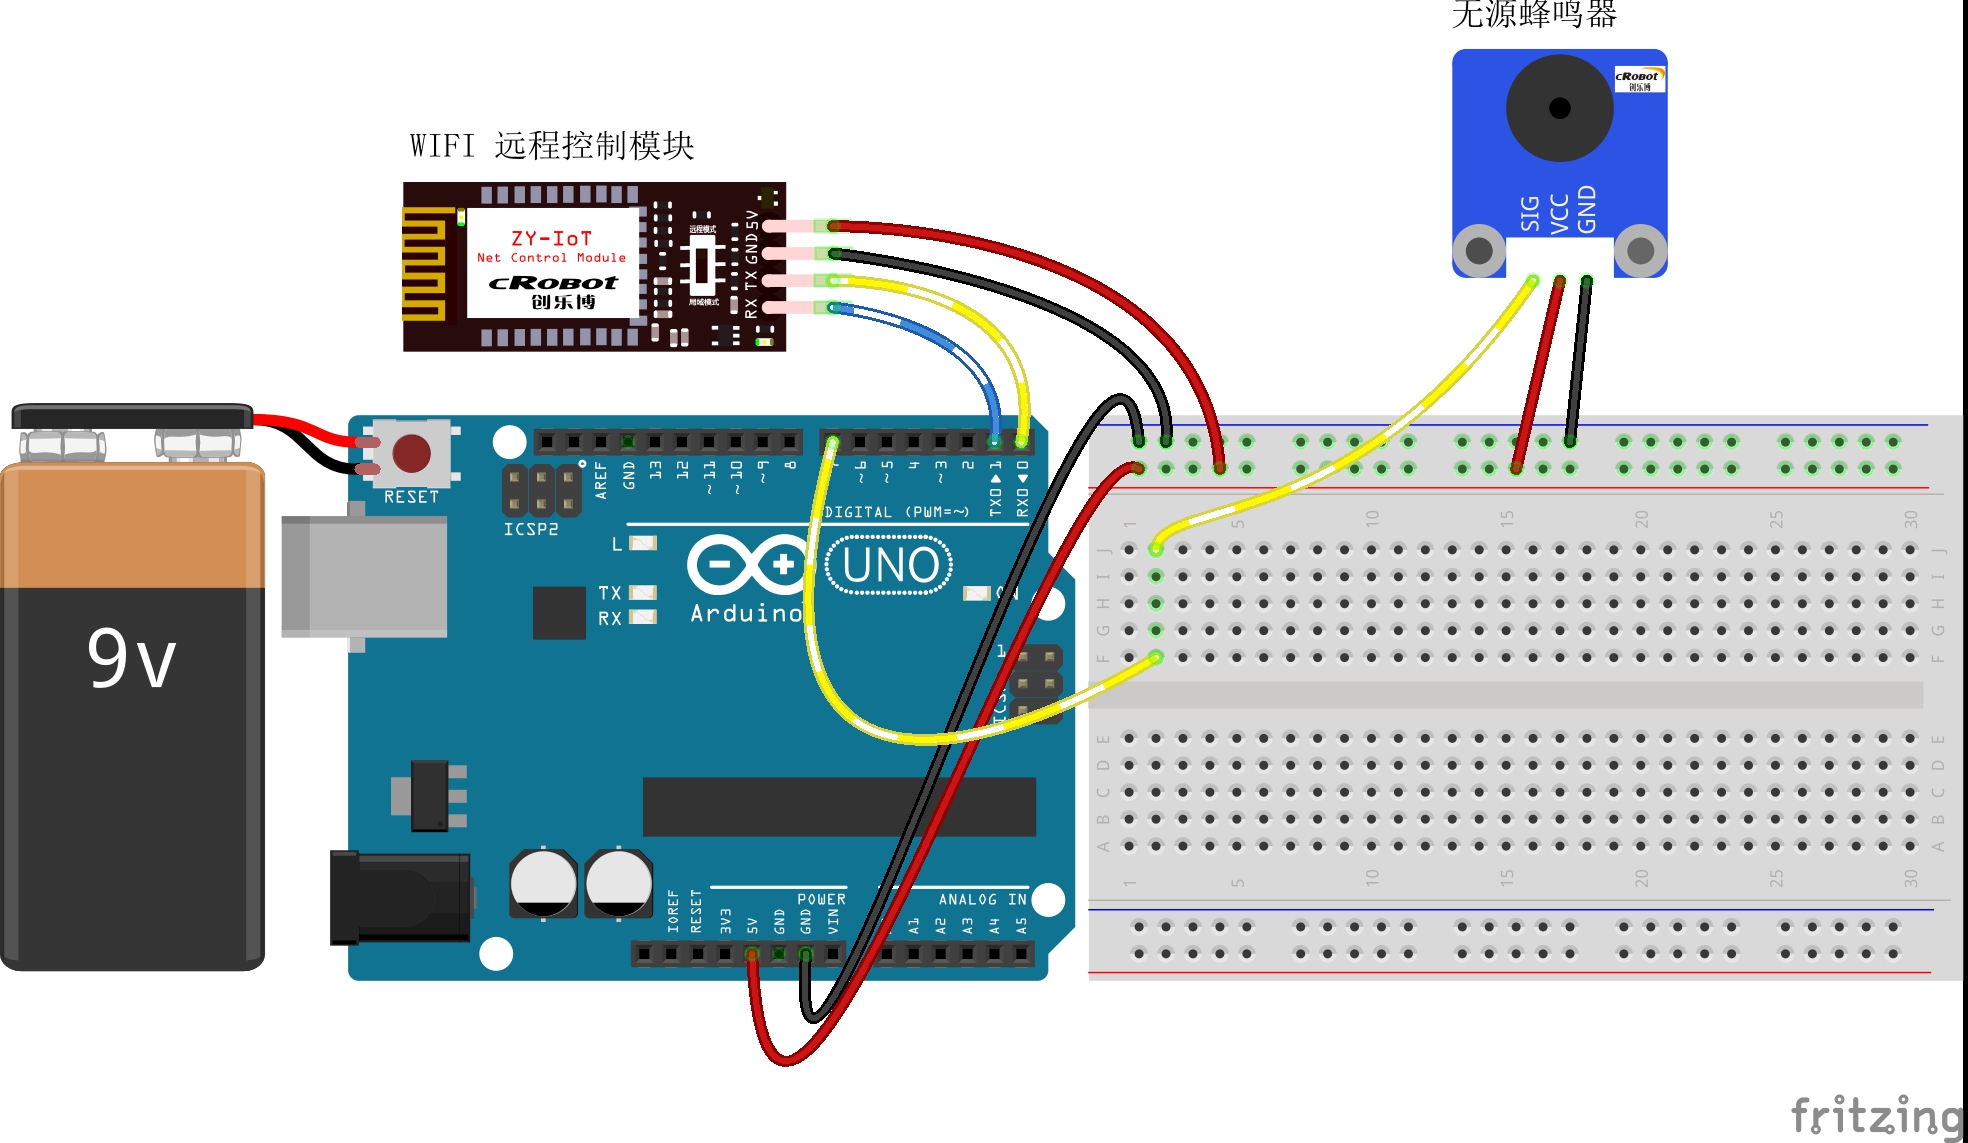 无源蜂鸣器
cRoBoT
创乐博
SIG
VCC
GND
WIFI 远程控制模块
ZY-IoT
Net Control Module
cRoBoT
创乐博
远程模式
局域模式
5V
GND
TX
RX
9v
RESET
ICSP2
AREF
GND
13
12
~11
~10
~9
8
~6
~5
4
~3
2
TX0▶1
RX0◀0
DIGITAL (PWM=~)
L
TX
RX
Arduino
UNO
ON
1
ICSP
IOREF
RESET
3V3
5V
GND
GND
VIN
POWER
ANALOG IN
A1
A2
A3
A4
A5
1 5 10 15 20 25 30
J J
I I
H H
G G
F F
E E
D D
C C
B B
A A
1 5 10 15 20 25 30
fritzing